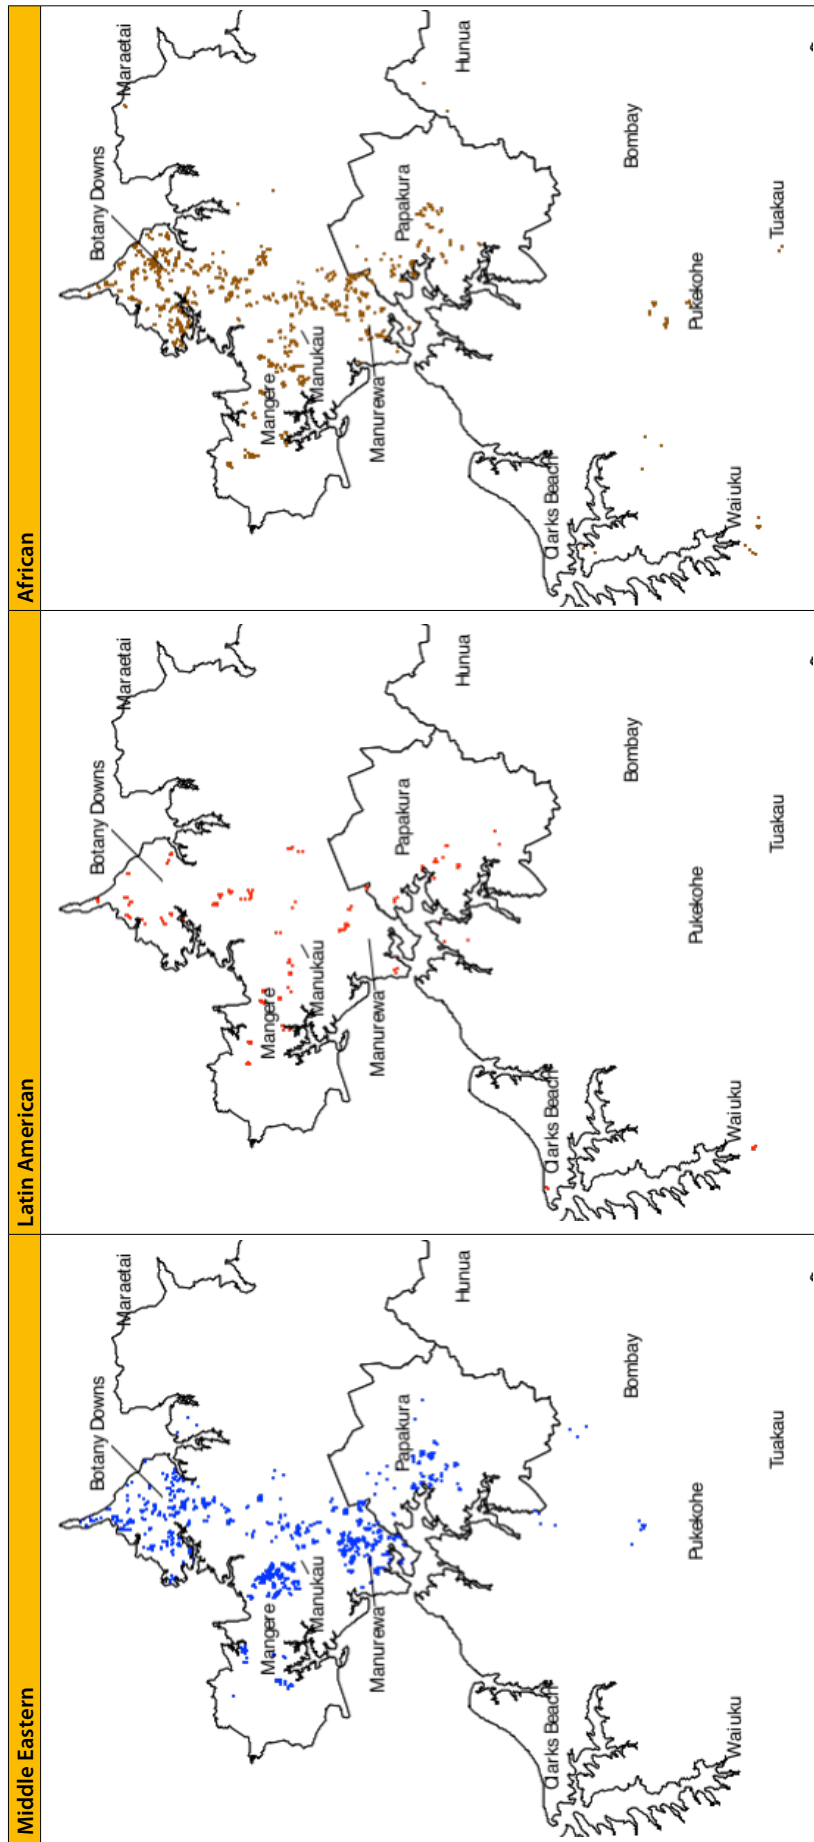 Middle Eastern
Maraetai
Botany Downs
Mangere
Manukau
Manurewa
Papakura
Hunua
Clarks Beach
Bombay
Pukekohe
Waiuku
Tuakau
Latin American
Maraetai
Botany Downs
Mangere
Manukau
Manurewa
Papakura
Hunua
Clarks Beach
Bombay
Pukekohe
Waiuku
Tuakau
African
Maraetai
Botany Downs
Mangere
Manukau
Manurewa
Papakura
Hunua
Clarks Beach
Bombay
Pukekohe
Waiuku
Tuakau